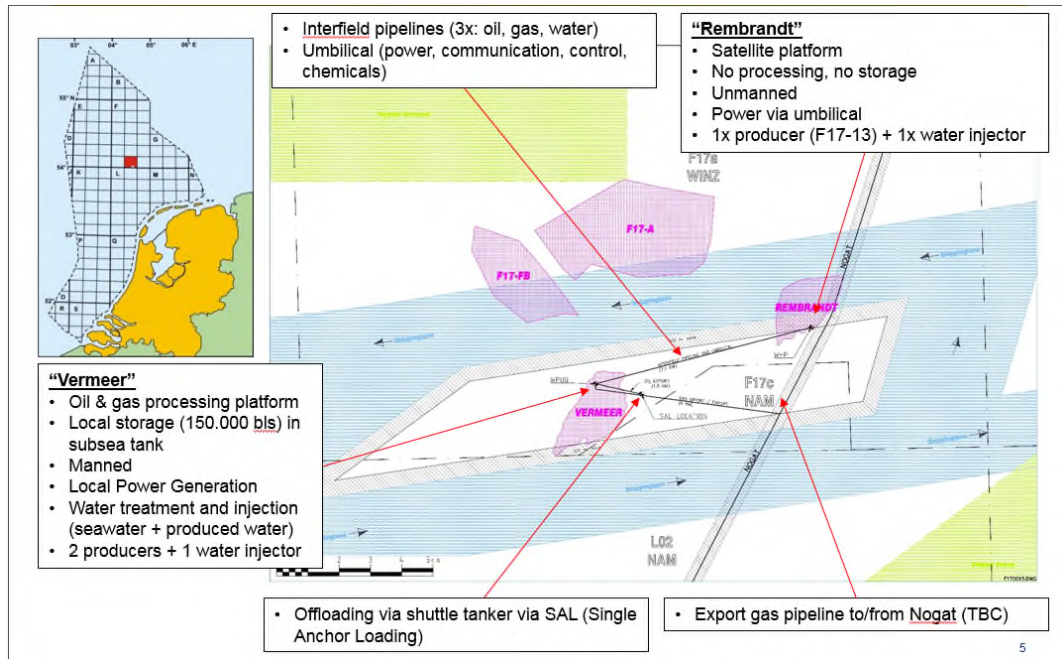 • Interfield pipelines (3x: oil, gas, water)
• Umbilical (power, communication, control,
chemicals)
“Rembrandt”
• Satellite platform
• No processing, no storage
• Unmanned
• Power via umbilical
• 1x producer (F17-13) + 1x water injector
03° 04° 05° 06° E
A
B
55° N
E
F
G
54°
K
L
M
N
53°
P
Q
52°
O
R
S
F17a
WINZ
F17-A
F17-FB
NOGAT
REMBRANDT
W+P
F17c
NAM
SAL LOCATION
VERMEER
NOGAT
L02
NAM
“Vermeer”
• Oil & gas processing platform
• Local storage (150.000 bls) in
subsea tank
• Manned
• Local Power Generation
• Water treatment and injection
(seawater + produced water)
• 2 producers + 1 water injector
• Offloading via shuttle tanker via SAL (Single
Anchor Loading)
• Export gas pipeline to/from Nogat (TBC)
5